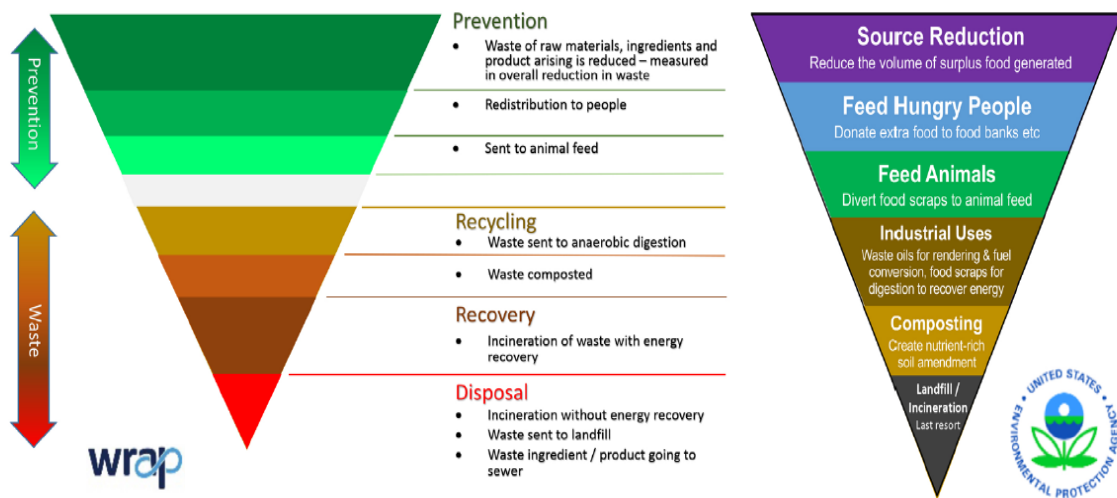 Prevention
Waste
Prevention
• Waste of raw materials, ingredients and
product arising is reduced – measured
in overall reduction in waste
• Redistribution to people
• Sent to animal feed
Recycling
• Waste sent to anaerobic digestion
• Waste composted
Recovery
• Incineration of waste with energy
recovery
Disposal
• Incineration without energy recovery
• Waste sent to landfill
• Waste ingredient / product going to
sewer
wrap
Source Reduction
Reduce the volume of surplus food generated
Feed Hungry People
Donate extra food to food banks etc
Feed Animals
Divert food scraps to animal feed
Industrial Uses
Waste oils for rendering & fuel
conversion, food scraps for
digestion to recover energy
Composting
Create nutrient-rich
soil amendment
Landfill /
Incineration
Last resort
UNITED STATES
ENVIRONMENTAL PROTECTION AGENCY